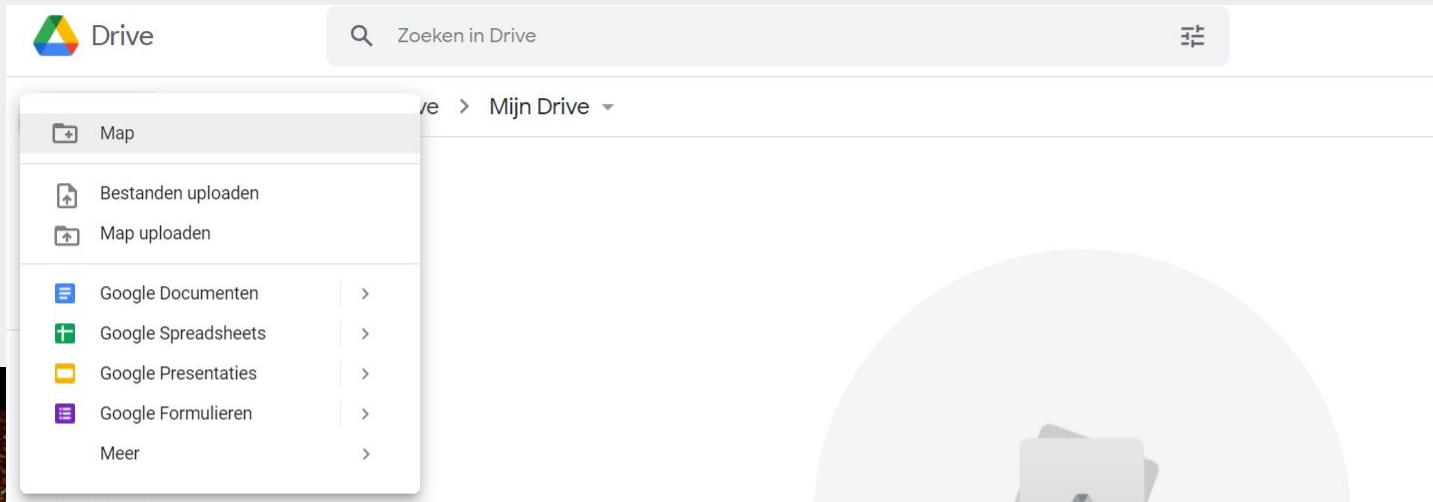 Drive
Zoeken in Drive
ve > Mijn Drive
Map
Bestanden uploaden
Map uploaden
Google Documenten
Google Spreadsheets
Google Presentaties
Google Formulieren
Meer